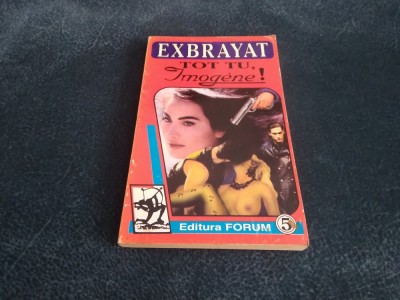 EXBRAYAT
TOT TU,
Imogène!
Editura FORUM
5